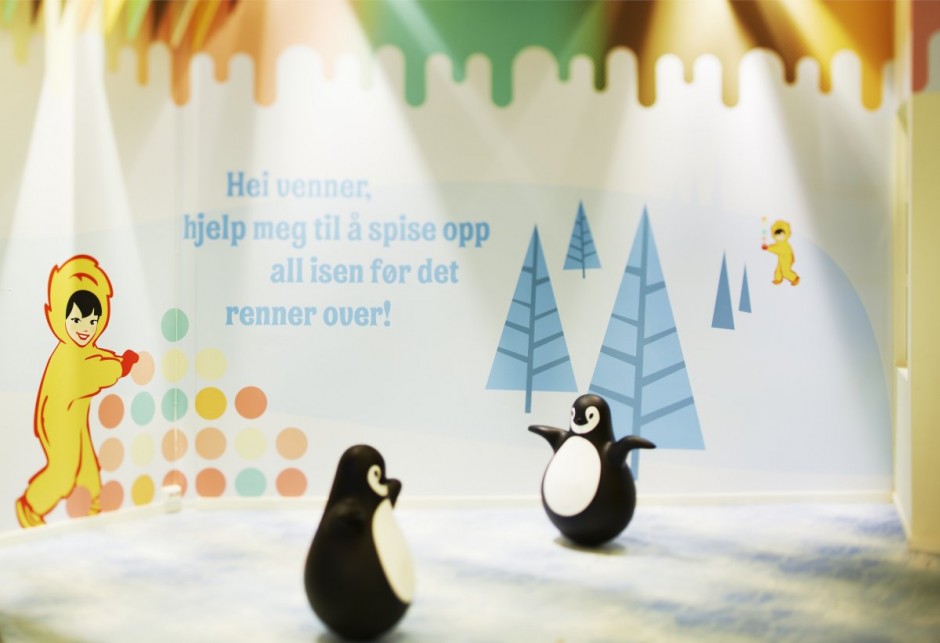 Hei venner,
hjelp meg til å spise opp
all isen før det
renner over!